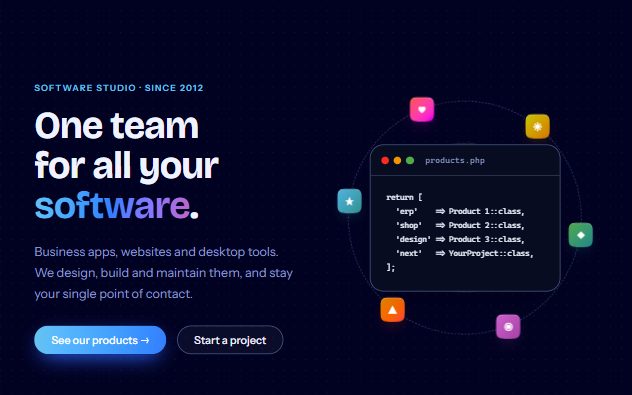 SOFTWARE STUDIO · SINCE 2012
One team
for all your
software.
Business apps, websites and desktop tools.
We design, build and maintain them, and stay
your single point of contact.
See our products →
Start a project
products.php
return [
'erp' => Product 1::class,
'shop' => Product 2::class,
'design' => Product 3::class,
'next' => YourProject::class,
];